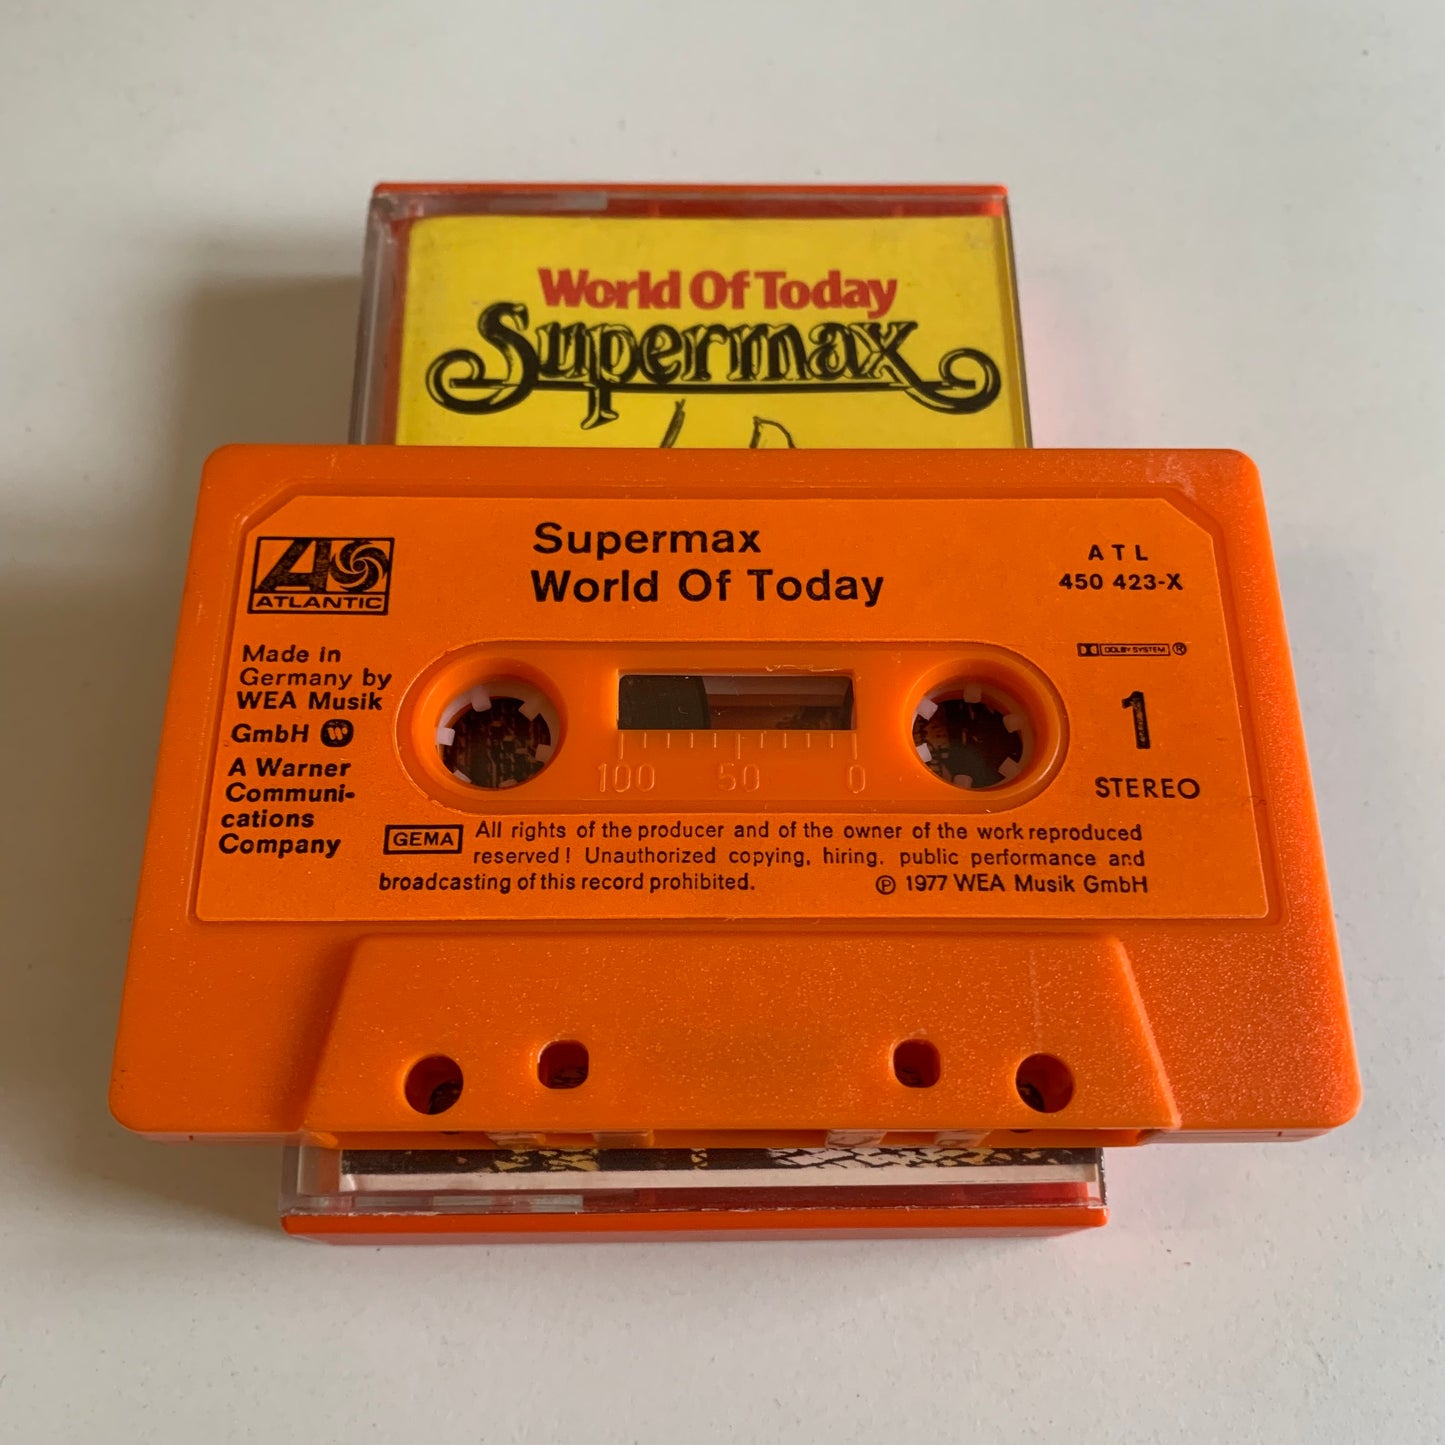 World Of Today
Supermax
ATLANTIC
Supermax
World Of Today
ATL
450 423-X
Made in
Germany by
WEA Musik
GmbH
A Warner
Communi-
cations
Company
DOLBY SYSTEM ®
1
STEREO
100 50 0
GEMA
All rights of the producer and of the owner of the work reproduced
reserved! Unauthorized copying, hiring, public performance and
broadcasting of this record prohibited.
℗ 1977 WEA Musik GmbH